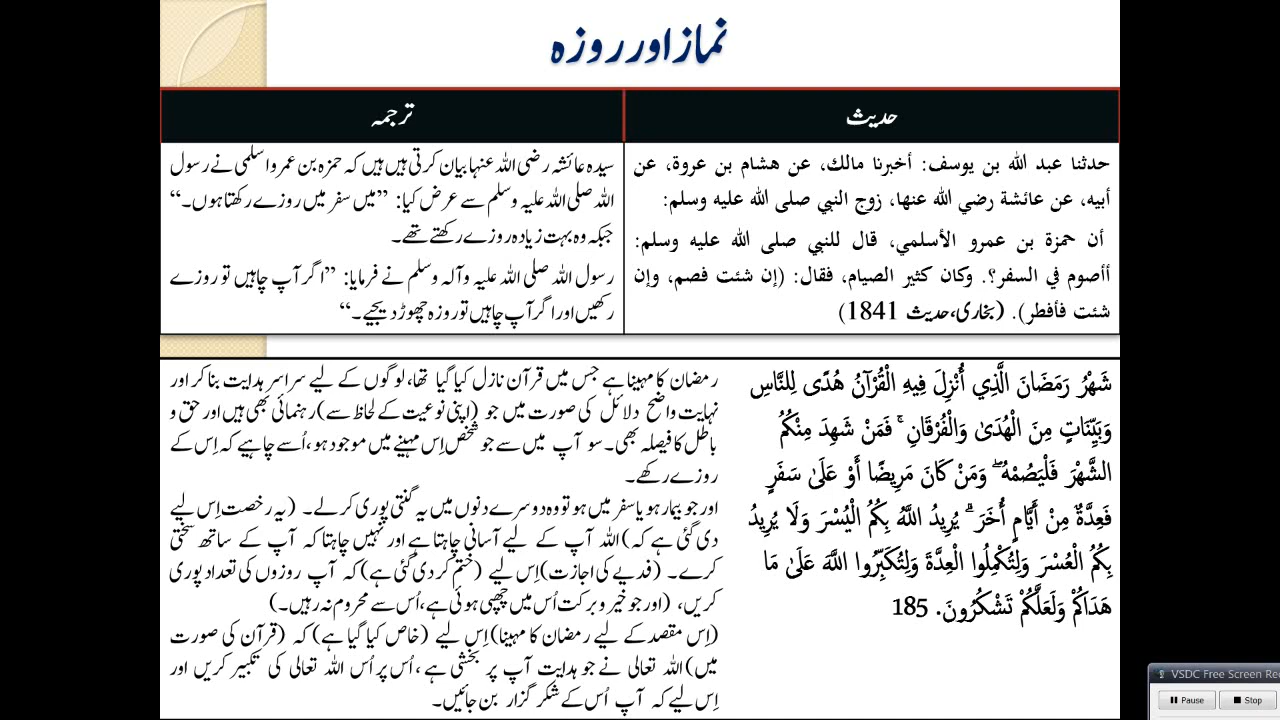 نماز اور روزہ
حدیث
ترجمہ
حدثنا عبد الله بن يوسف: أخبرنا مالك، عن هشام بن عروة، عن
أبيه، عن عائشة رضي الله عنها، زوج النبي صلى الله عليه وسلم:
أن حمزة بن عمرو الأسلمي، قال للنبي صلى الله عليه وسلم:
أأصوم في السفر؟. وكان كثير الصيام، فقال: (إن شئت فصم، وإن
شئت فأفطر). (بخاری، حدیث 1841)
سیدہ عائشہ رضی اللہ عنہا بیان کرتی ہیں ہیں کہ حمزہ بن عمرو اسلمی نے رسول
اللہ صلی اللہ علیہ وسلم سے عرض کیا: ”میں سفر میں روزے رکھتا ہوں۔“
جبکہ وہ بہت زیادہ روزے رکھتے تھے۔
رسول اللہ صلی اللہ علیہ وآلہ وسلم نے فرمایا: ”اگر آپ چاہیں تو روزے
رکھیں اور اگر آپ چاہیں تو روزہ چھوڑ دیجیے۔“
شَهْرُ رَمَضَانَ الَّذِي أُنْزِلَ فِيهِ الْقُرْآنُ هُدًى لِلنَّاسِ
وَبَيِّنَاتٍ مِنَ الْهُدَىٰ وَالْفُرْقَانِ ۚ فَمَنْ شَهِدَ مِنْكُمُ
الشَّهْرَ فَلْيَصُمْهُ ۖ وَمَنْ كَانَ مَرِيضًا أَوْ عَلَىٰ سَفَرٍ
فَعِدَّةٌ مِنْ أَيَّامٍ أُخَرَ ۗ يُرِيدُ اللَّهُ بِكُمُ الْيُسْرَ وَلَا يُرِيدُ
بِكُمُ الْعُسْرَ وَلِتُكْمِلُوا الْعِدَّةَ وَلِتُكَبِّرُوا اللَّهَ عَلَىٰ مَا
هَدَاكُمْ وَلَعَلَّكُمْ تَشْكُرُونَ. 185
رمضان کا مہینا ہے جس میں قرآن نازل کیا گیا تھا، لوگوں کے لیے سراسر ہدایت بنا کر اور
نہایت واضح دلائل کی صورت میں جو (اپنی نوعیت کے لحاظ سے) رہنمائی بھی ہیں اور حق و
باطل کا فیصلہ بھی۔ سو آپ میں سے جو شخص اِس مہینے میں موجود ہو، اُسے چاہیے کہ اِس کے
روزے رکھے۔
اور جو بیمار ہو یا سفر میں ہو تو وہ دوسرے دنوں میں یہ گنتی پوری کر لے۔ (یہ رخصت اِس لیے
دی گئی ہے کہ) اللہ آپ کے لیے آسانی چاہتا ہے اور نہیں چاہتا کہ آپ کے ساتھ سختی
کرے۔ (فدیے کی اجازت) اِس لیے (ختم کر دی گئی ہے) کہ آپ روزوں کی تعداد پوری
کریں، (اور جو خیر و برکت اُس میں چھپی ہوئی ہے، اُس سے محروم نہ رہیں۔)
(اِس مقصد کے لیے رمضان کا مہینا) اِس لیے (خاص کیا گیا ہے) کہ (قرآن کی صورت
میں) اللہ تعالی نے جو ہدایت آپ پر بخشی ہے، اُس پر اُس اللہ تعالی کی تکبیر کریں اور
اِس لیے کہ آپ اُس کے شکر گزار بن جائیں۔
VSDC Free Screen Rec
Pause
Stop